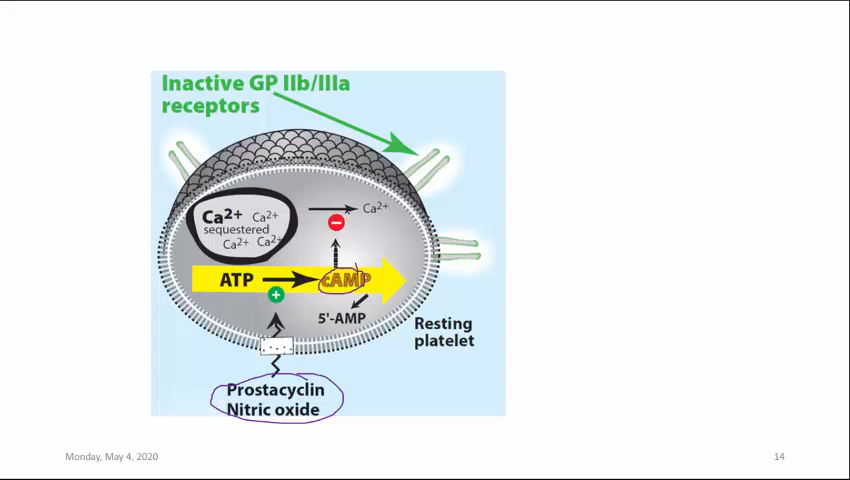 Inactive GP IIb/IIIa
receptors
Ca2+ Ca2+
sequestered
Ca2+ Ca2+
Ca2+
−
ATP
cAMP
+
5'-AMP
Resting
platelet
Prostacyclin
Nitric oxide
Monday, May 4, 2020
14